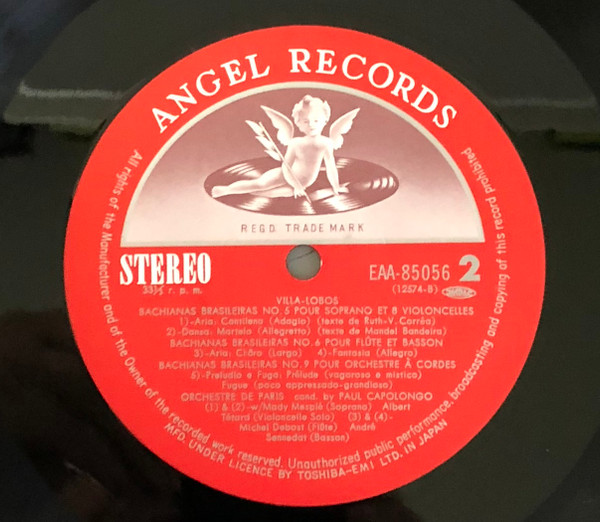 ANGEL RECORDS
REGD. TRADE MARK
STEREO
33⅓ r. p. m.
EAA-85056 2
(12574-B)
VILLA-LOBOS
BACHIANAS BRASILEIRAS NO. 5 POUR SOPRANO ET 8 VIOLONCELLES
1)-Aria: Cantilena (Adagio) (texte de Ruth-V. Corrêa)
2)-Danza: Martelo (Allegretto) (texte de Mandel Bandeira)
BACHIANAS BRASILEIRAS NO. 6 POUR FLÛTE ET BASSON
3)-Aria: Clôro (Largo) 4)-Fantasia (Allegro)
BACHIANAS BRASILEIRAS NO. 9 POUR ORCHESTRE À CORDES
5)-Preludio e Fuga: Prélude (vagaroso e mistico)
Fugue (poco appressado-grandioso)
ORCHESTRE DE PARIS cond. by PAUL CAPOLONGO
(1) & (2)-w/Mady Mesplé (Soprano) Albert
Tétard (Violoncelle Solo) (3) & (4)-
Michel Debost (Flûte) André
Sennedat (Basson)
All rights of the Manufacturer and of the Owner of the recorded work reserved. Unauthorized public performance, broadcasting and copying of this record prohibited
MFD. UNDER LICENCE BY TOSHIBA-EMI LTD. IN JAPAN